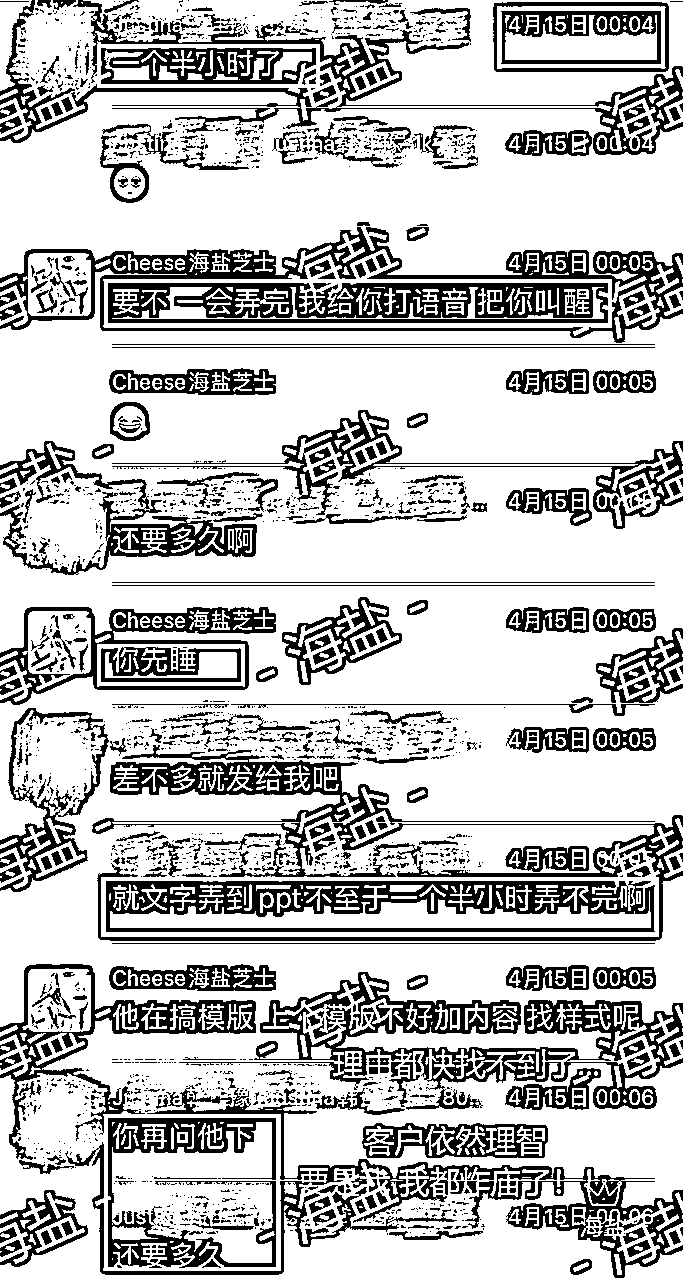 4月15日 00:04
一个半小时了
4月15日 00:04
Cheese海盐芝士 4月15日 00:05
要不 一会弄完 我给你打语音 把你叫醒
Cheese海盐芝士 4月15日 00:05
4月15日 00:05
还要多久啊
Cheese海盐芝士 4月15日 00:05
你先睡
4月15日 00:05
差不多就发给我吧
4月15日 00:05
就文字弄到ppt不至于一个半小时弄不完啊
Cheese海盐芝士 4月15日 00:05
他在搞模版 上个模版不好加内容 找样式呢
理由都快找不到了...
4月15日 00:06
你再问他下
客户依然理智
要是我 我都炸庙了！
4月15日 00:06
还要多久
海盐